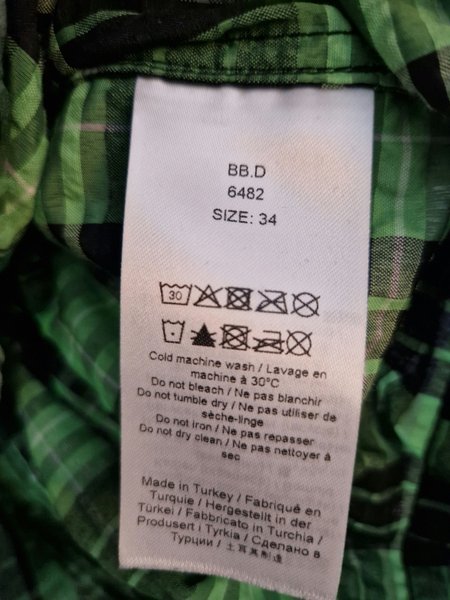 BB.D
6482
SIZE: 34
30
Cold machine wash / Lavage en
machine à 30°C
Do not bleach / Ne pas blanchir
Do not tumble dry / Ne pas utiliser de
sèche-linge
Do not iron / Ne pas repasser
Do not dry clean / Ne pas nettoyer à
sec
Made in Turkey / Fabriqué en
Turquie / Hergestellt in der
Türkei / Fabbricato in Turchia /
Produsert i Tyrkia / Сделано в
Турции / 土耳其制造